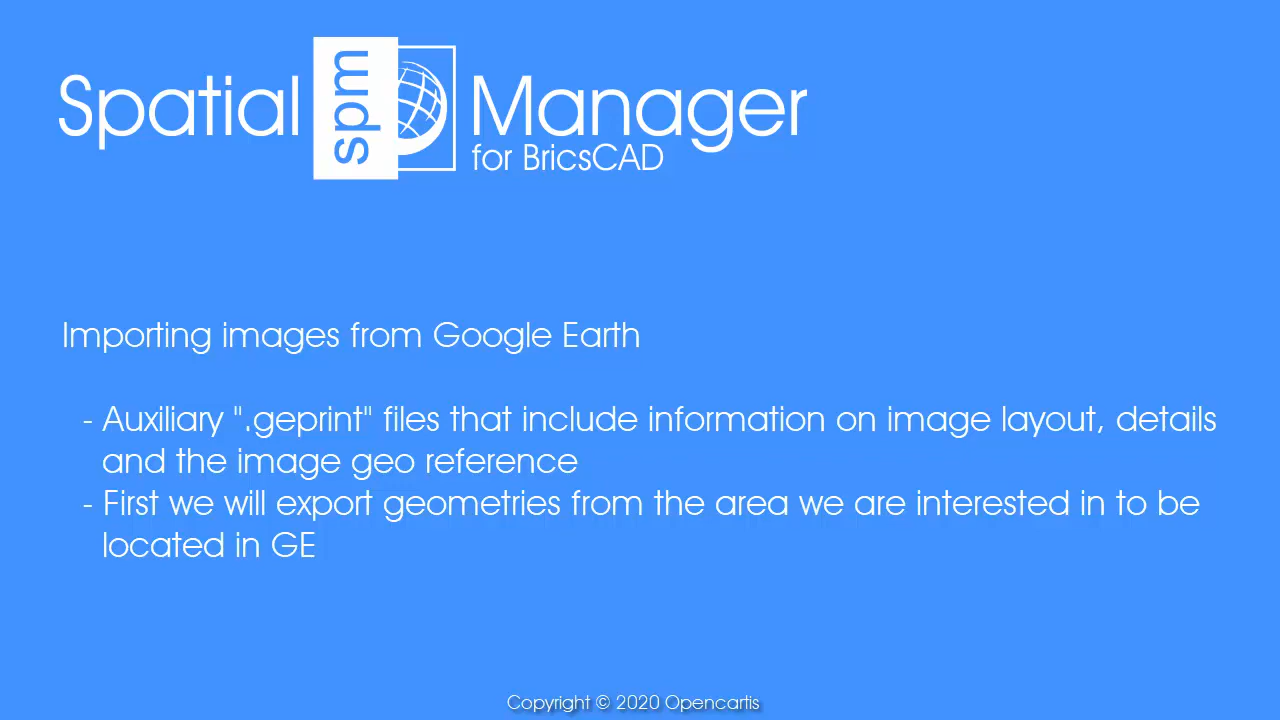 Spatial spm Manager
for BricsCAD
Importing images from Google Earth
- Auxiliary ".geprint" files that include information on image layout, details
and the image geo reference
- First we will export geometries from the area we are interested in to be
located in GE
Copyright © 2020 Opencartis